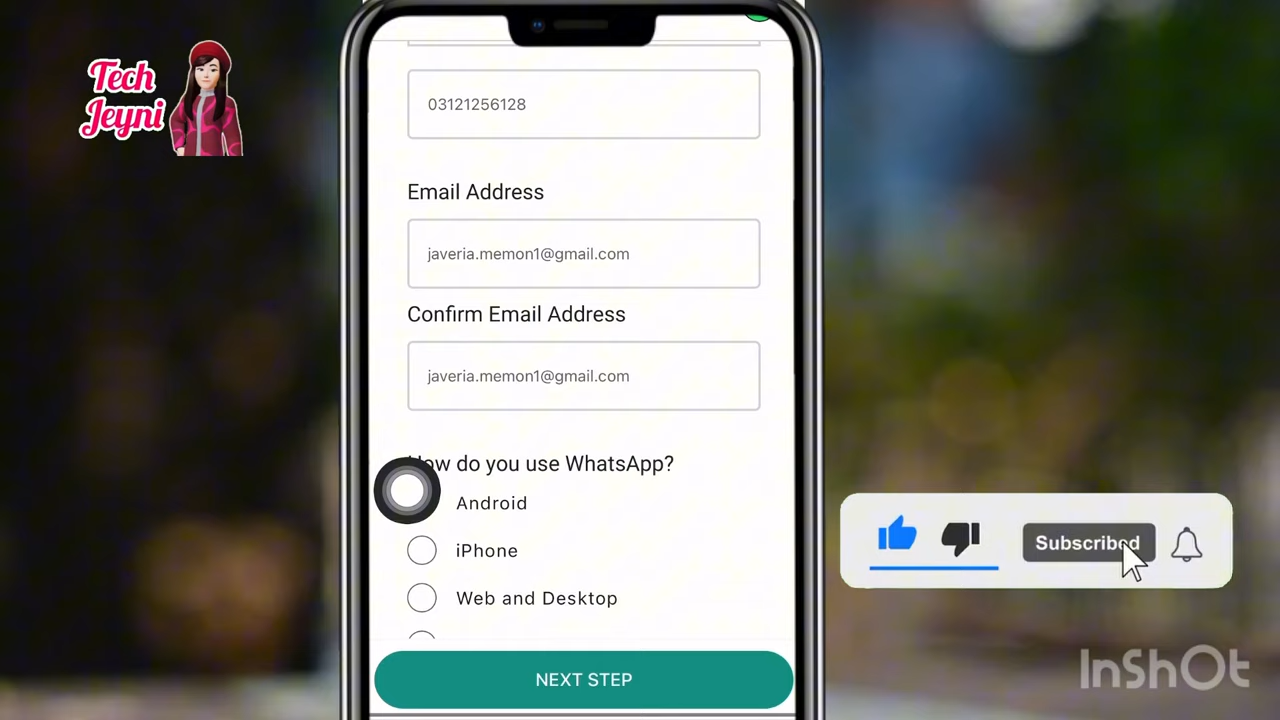 Tech
Jeyni
03121256128
Email Address
javeria.memon1@gmail.com
Confirm Email Address
javeria.memon1@gmail.com
How do you use WhatsApp?
Android
iPhone
Web and Desktop
NEXT STEP
Subscribed
InShOt